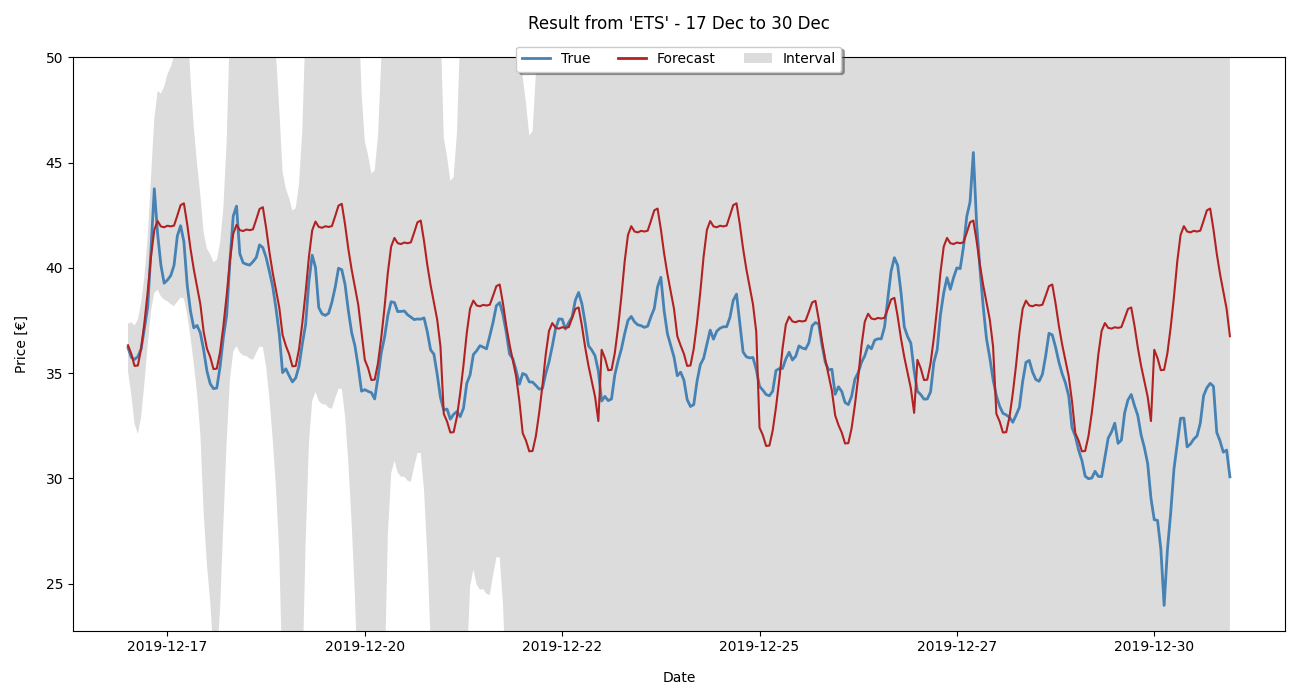 Result from 'ETS' - 17 Dec to 30 Dec
True Forecast Interval
50
45
40
35
30
25
Price [€]
2019-12-17 2019-12-20 2019-12-22 2019-12-25 2019-12-27 2019-12-30
Date